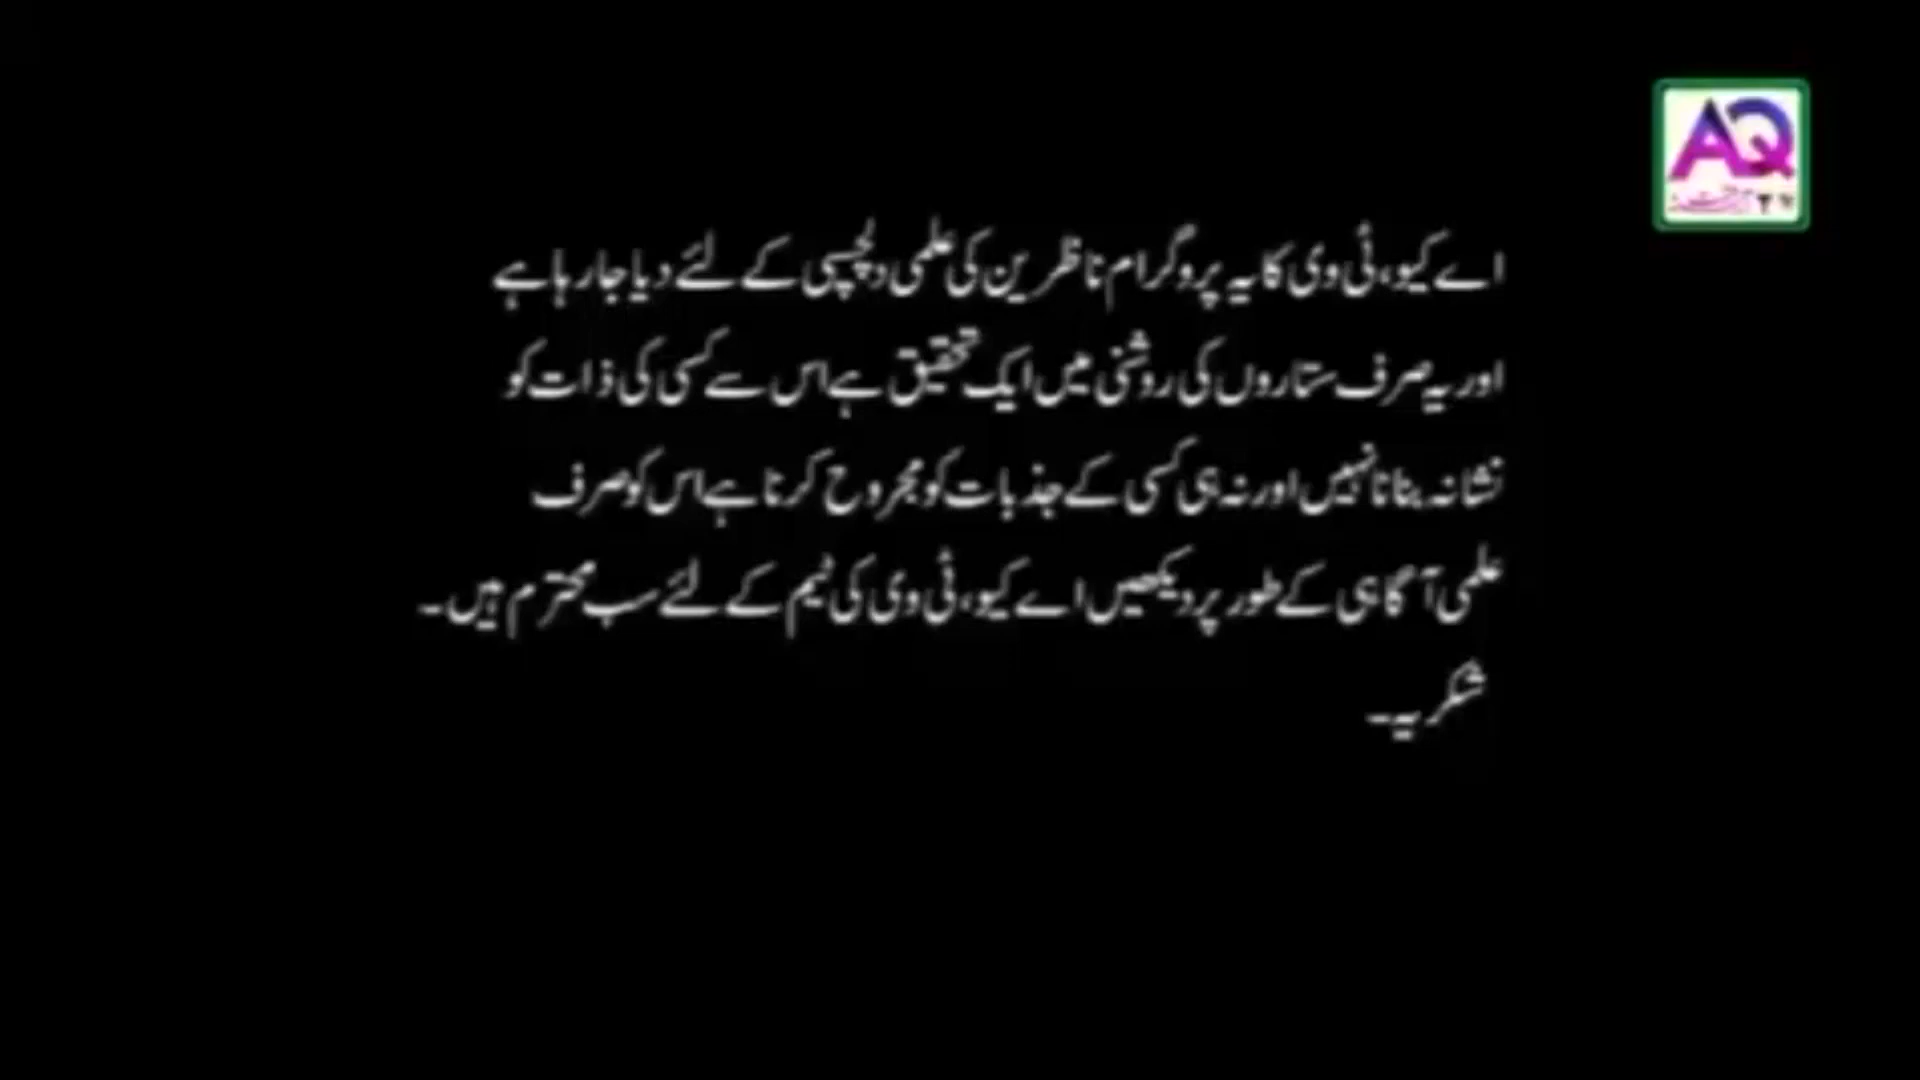 AQ
اے کیو، ٹی وی کا یہ پروگرام ناظرین کی علمی دلچسپی کے لئے دیا جا رہا ہے
اور یہ صرف ستاروں کی روشنی میں ایک تحقیق ہے اس سے کسی کی ذات کو
نشانہ بنانا نہیں اور نہ ہی کسی کے جذبات کو مجروح کرنا ہے اس کو صرف
علمی آگاہی کے طور پر دیکھیں اے کیو، ٹی وی کی ٹیم کے لئے سب محترم ہیں۔
شکریہ۔